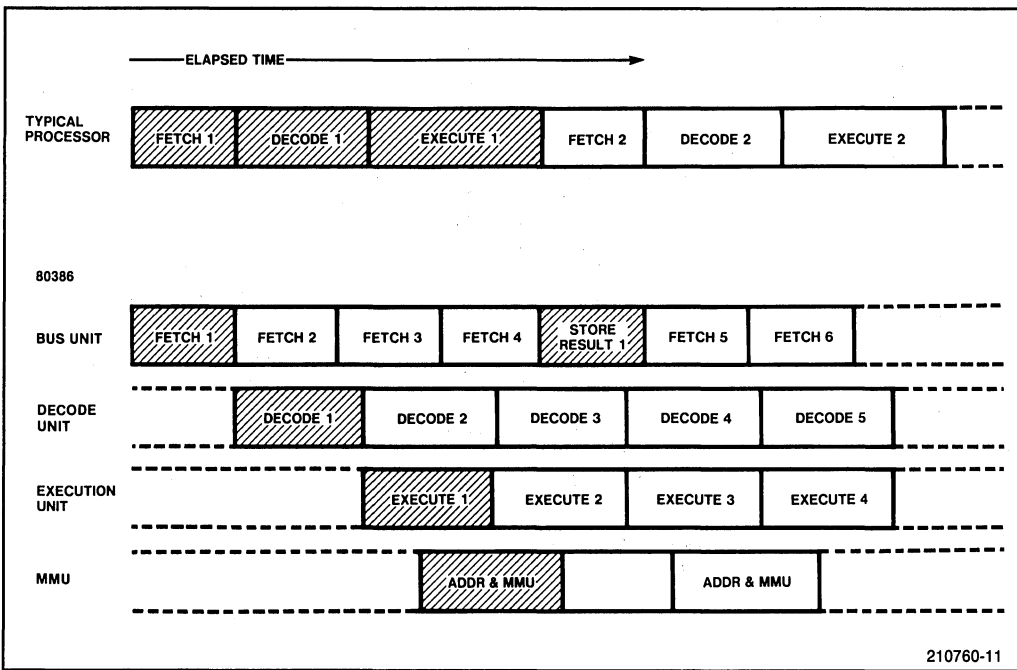 ELAPSED TIME
TYPICAL
PROCESSOR
FETCH 1
DECODE 1
EXECUTE 1
FETCH 2
DECODE 2
EXECUTE 2
80386
BUS UNIT
FETCH 1
FETCH 2
FETCH 3
FETCH 4
STORE
RESULT 1
FETCH 5
FETCH 6
DECODE
UNIT
DECODE 1
DECODE 2
DECODE 3
DECODE 4
DECODE 5
EXECUTION
UNIT
EXECUTE 1
EXECUTE 2
EXECUTE 3
EXECUTE 4
MMU
ADDR & MMU
ADDR & MMU
210760-11